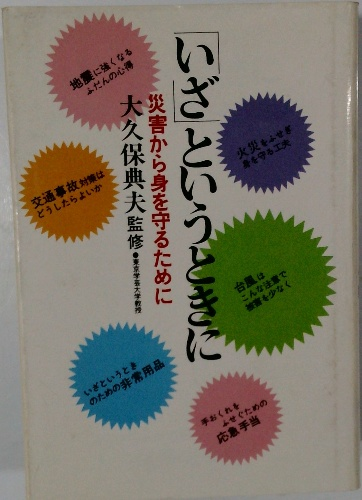 「いざ」というときに
災害から身を守るために
大久保典夫監修
●東京学芸大学教授
地震に強くなる
ふだんの心得
火災をふせぎ
身を守る工夫
交通事故対策は
どうしたらよいか
台風は
こんな注意で
被害を少なく
いざというとき
のための非常用品
手おくれを
ふせぐための
応急手当